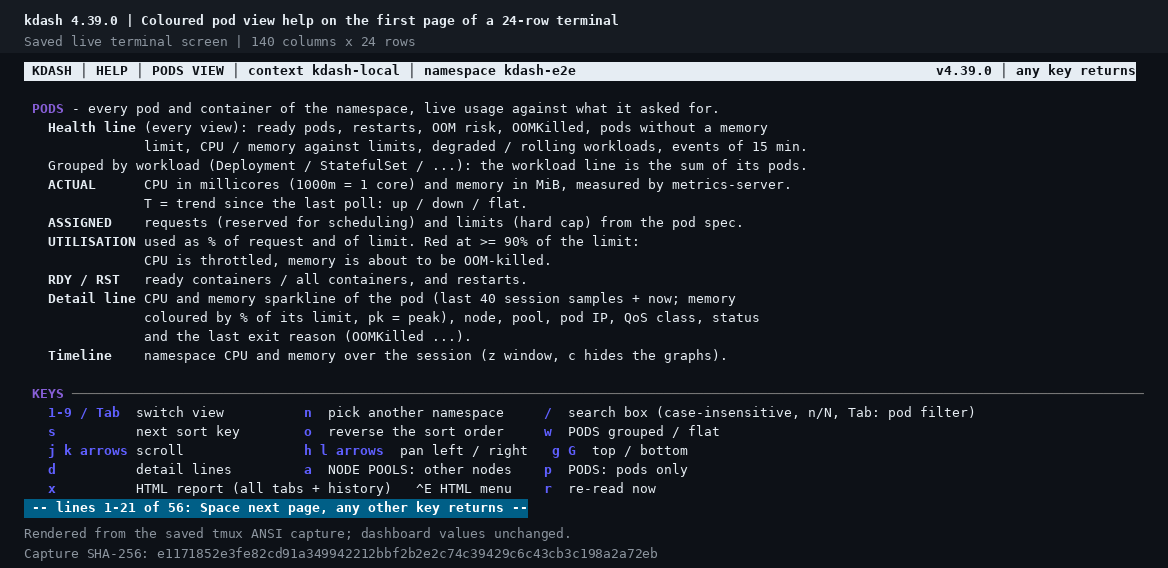 kdash 4.39.0 | Coloured pod view help on the first page of a 24-row terminal
Saved live terminal screen | 140 columns x 24 rows
KDASH │ HELP │ PODS VIEW │ context kdash-local │ namespace kdash-e2e v4.39.0 │ any key returns
PODS - every pod and container of the namespace, live usage against what it asked for.
Health line (every view): ready pods, restarts, OOM risk, OOMKilled, pods without a memory
limit, CPU / memory against limits, degraded / rolling workloads, events of 15 min.
Grouped by workload (Deployment / StatefulSet / ...): the workload line is the sum of its pods.
ACTUAL CPU in millicores (1000m = 1 core) and memory in MiB, measured by metrics-server.
T = trend since the last poll: up / down / flat.
ASSIGNED requests (reserved for scheduling) and limits (hard cap) from the pod spec.
UTILISATION used as % of request and of limit. Red at >= 90% of the limit:
CPU is throttled, memory is about to be OOM-killed.
RDY / RST ready containers / all containers, and restarts.
Detail line CPU and memory sparkline of the pod (last 40 session samples + now; memory
coloured by % of its limit, pk = peak), node, pool, pod IP, QoS class, status
and the last exit reason (OOMKilled ...).
Timeline namespace CPU and memory over the session (z window, c hides the graphs).
KEYS
1-9 / Tab switch view n pick another namespace / search box (case-insensitive, n/N, Tab: pod filter)
s next sort key o reverse the sort order w PODS grouped / flat
j k arrows scroll h l arrows pan left / right g G top / bottom
d detail lines a NODE POOLS: other nodes p PODS: pods only
x HTML report (all tabs + history) ^E HTML menu r re-read now
-- lines 1-21 of 56: Space next page, any other key returns --
Rendered from the saved tmux ANSI capture; dashboard values unchanged.
Capture SHA-256: e1171852e3fe82cd91a349942212bbf2b2e2c74c39429c6c43cb3c198a2a72eb